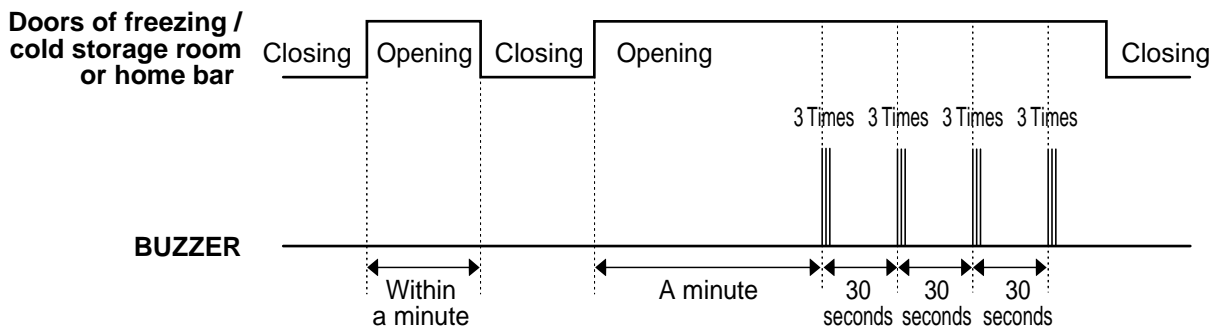 Doors of freezing /
cold storage room
or home bar
Closing Opening Closing Opening Closing
3 Times 3 Times 3 Times 3 Times
BUZZER
Within
a minute
A minute
30
seconds
30
seconds
30
seconds